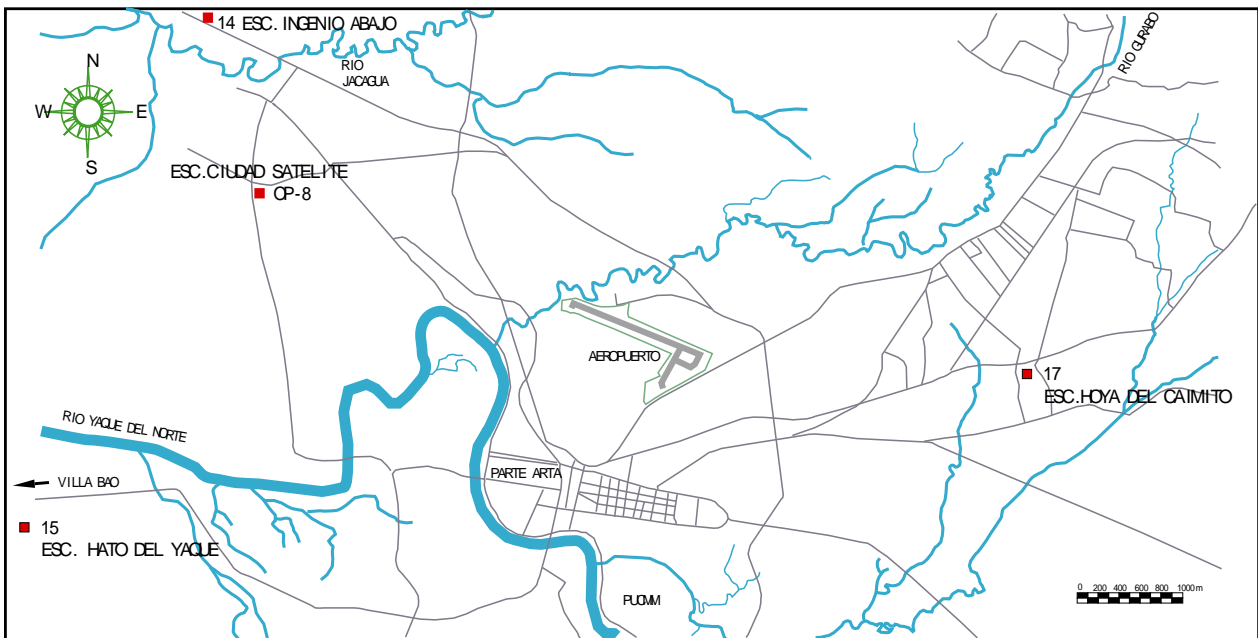 14 ESC. INGENIO ABAJO
RIO
JACAGUA
RIO GURABO
N
W
E
S
ESC.CIUDAD SATELITE
CP-8
AEROPUERTO
17
ESC.HOYA DEL CAIMITO
RIO YAQUE DEL NORTE
PARTE ARTA
VILLA BAO
15
ESC. HATO DEL YAQUE
PUCMM
0 200 400 600 800 1000m